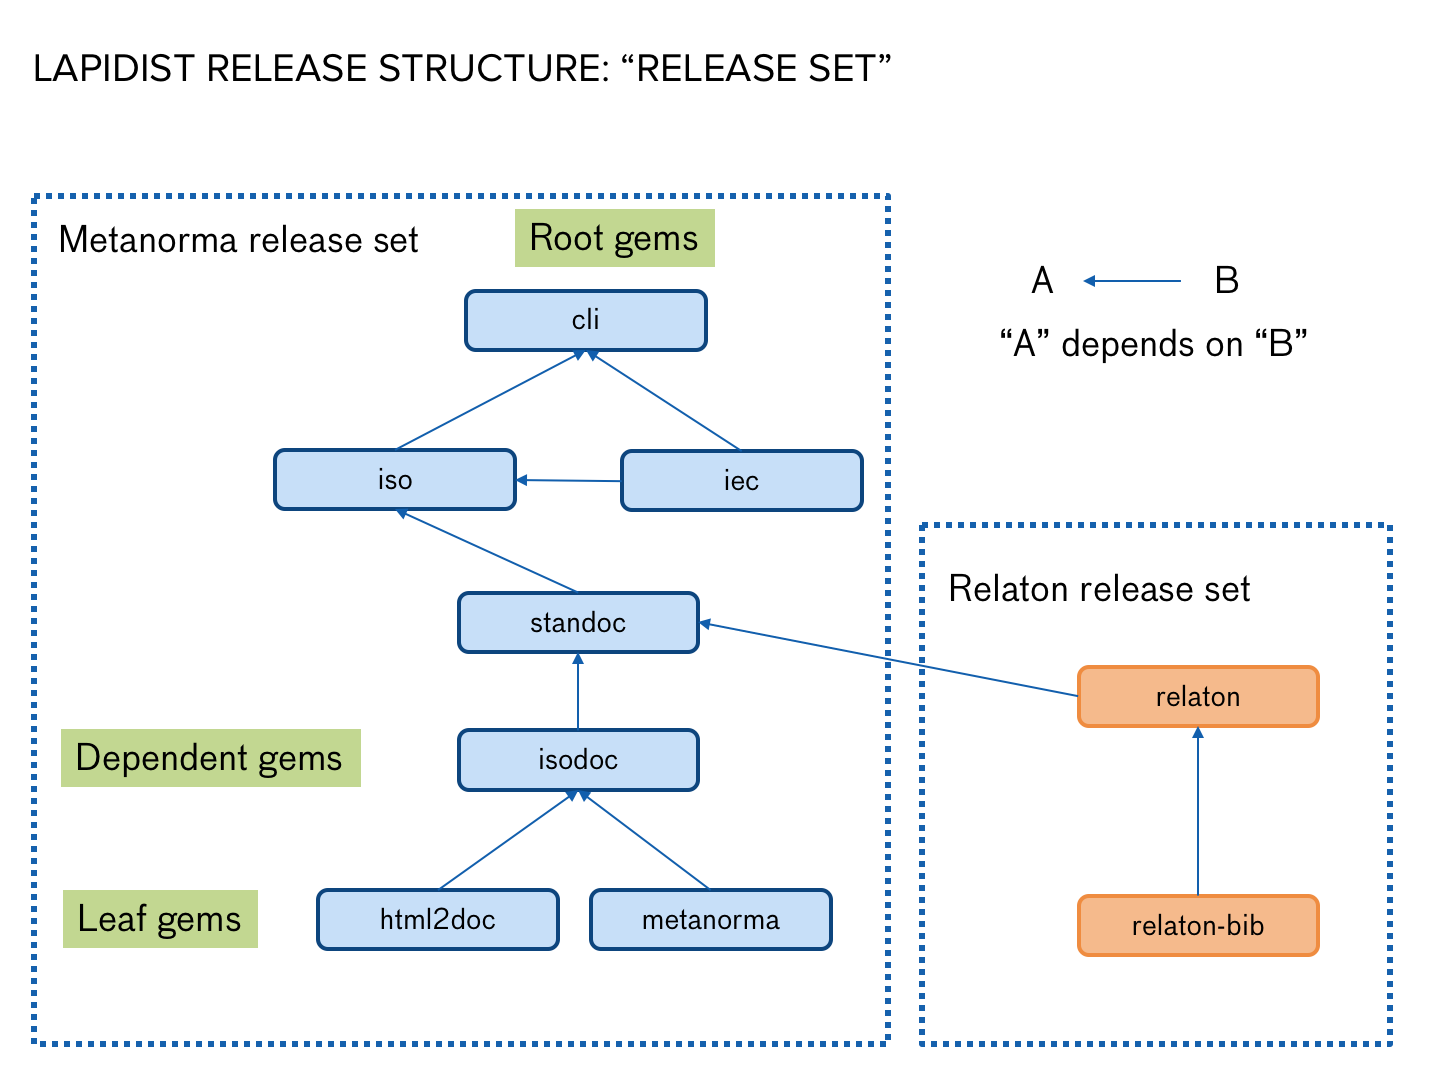 LAPIDIST RELEASE STRUCTURE: “RELEASE SET”
Metanorma release set
Root gems
cli
A
B
“A” depends on “B”
iso
iec
standoc
Relaton release set
relaton
Dependent gems
isodoc
Leaf gems
html2doc
metanorma
relaton-bib